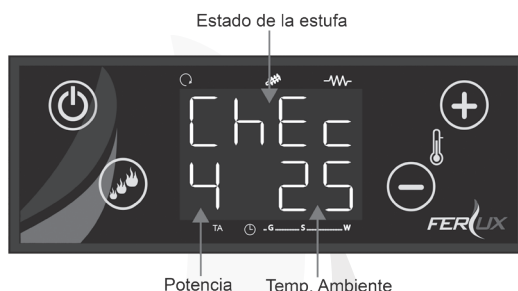 Estado de la estufa
ChEc
4 25
TA G S W
FERLUX
Potencia Temp. Ambiente